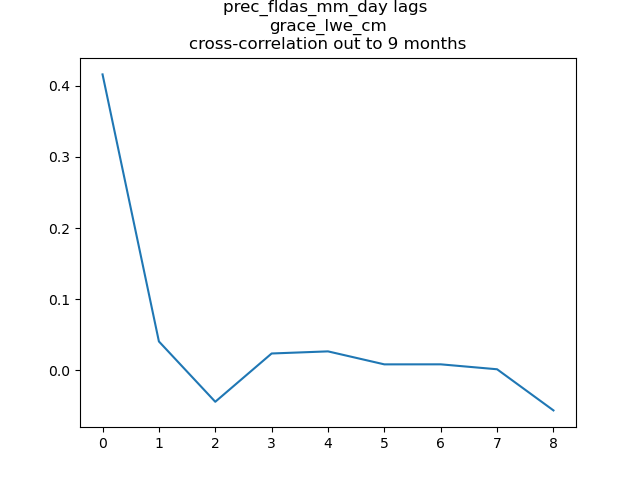 prec_fldas_mm_day lags
grace_lwe_cm
cross-correlation out to 9 months
0.4
0.3
0.2
0.1
0.0
0 1 2 3 4 5 6 7 8